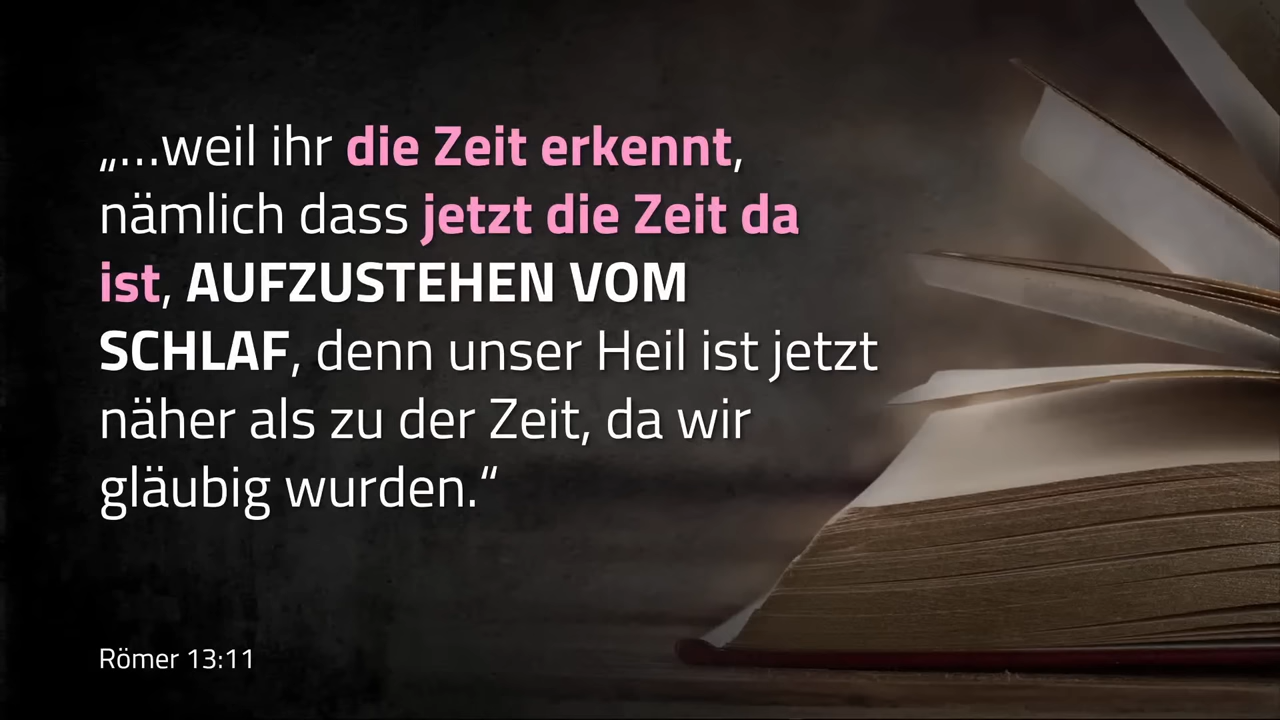 „…weil ihr die Zeit erkennt,
nämlich dass jetzt die Zeit da
ist, AUFZUSTEHEN VOM
SCHLAF, denn unser Heil ist jetzt
näher als zu der Zeit, da wir
gläubig wurden.“
Römer 13:11